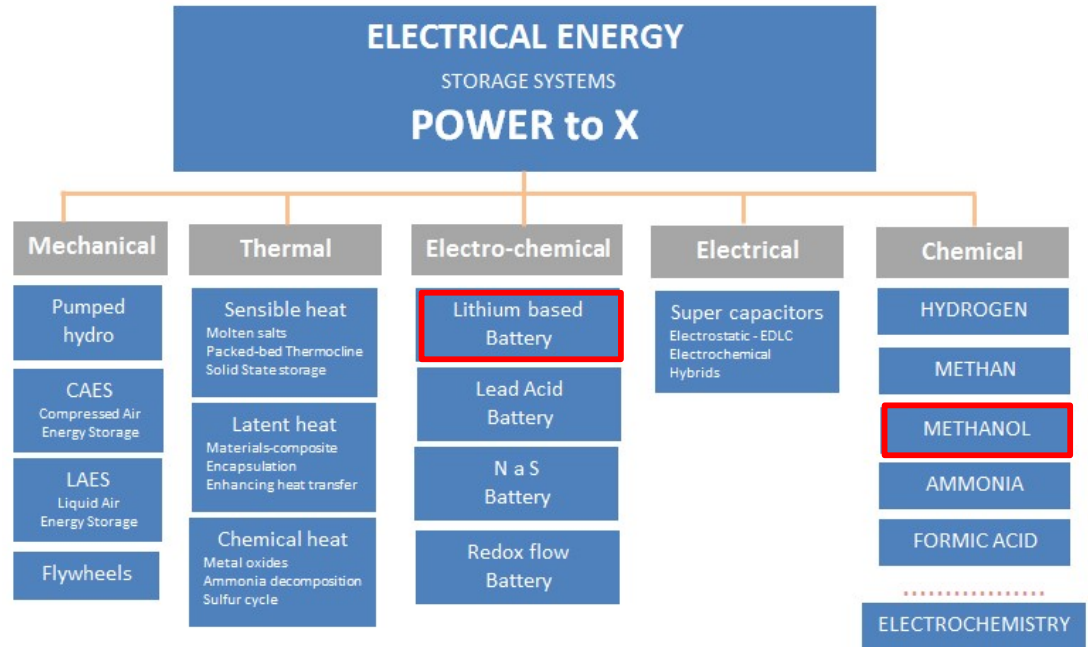 ELECTRICAL ENERGY
STORAGE SYSTEMS
POWER to X
Mechanical
Pumped
hydro
CAES
Compressed Air
Energy Storage
LAES
Liquid Air
Energy Storage
Flywheels
Thermal
Sensible heat
Molten salts
Packed-bed Thermocline
Solid State storage
Latent heat
Materials-composite
Encapsulation
Enhancing heat transfer
Chemical heat
Metal oxides
Ammonia decomposition
Sulfur cycle
Electro-chemical
Lithium based
Battery
Lead Acid
Battery
N a S
Battery
Redox flow
Battery
Electrical
Super capacitors
Electrostatic - EDLC
Electrochemical
Hybrids
Chemical
HYDROGEN
METHAN
METHANOL
AMMONIA
FORMIC ACID
.................
ELECTROCHEMISTRY